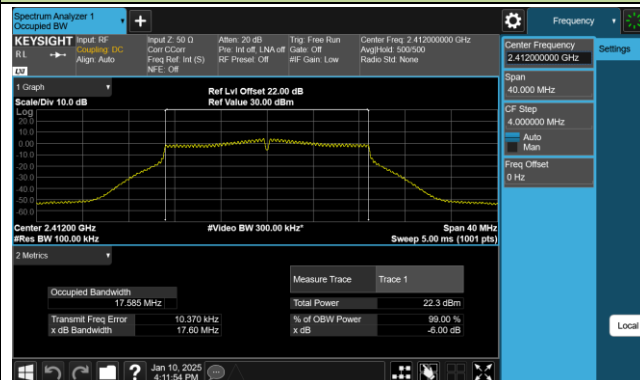 Spectrum Analyzer 1
Occupied BW
Frequency
KEYSIGHT
Input: RF
Input Z: 50 Ω
Atten: 20 dB
Trig: Free Run
Center Freq: 2.412000000 GHz
RL
Coupling: DC
Corr CCorr
Pre: Int off, LNA off
Gate: Off
Avg|Hold: 500/500
Align: Auto
Freq Ref: Int (S)
RF Preset: Off
#IF Gain: Low
Radio Std: None
NFE: Off
LXI
Center Frequency
2.412000000 GHz
Settings
Span
40.000 MHz
CF Step
4.000000 MHz
Auto
Man
Freq Offset
0 Hz
1 Graph
Scale/Div 10.0 dB
Ref Lvl Offset 22.00 dB
Ref Value 30.00 dBm
Log
20.0
10.0
0.00
-10.0
-20.0
-30.0
-40.0
-50.0
-60.0
Center 2.41200 GHz
#Video BW 300.00 kHz*
Span 40 MHz
#Res BW 100.00 kHz
Sweep 5.00 ms (1001 pts)
2 Metrics
Measure Trace
Trace 1
Occupied Bandwidth
17.585 MHz
Total Power
22.3 dBm
Transmit Freq Error
10.370 kHz
% of OBW Power
99.00 %
x dB Bandwidth
17.60 MHz
x dB
-6.00 dB
Local
Jan 10, 2025
4:11:54 PM